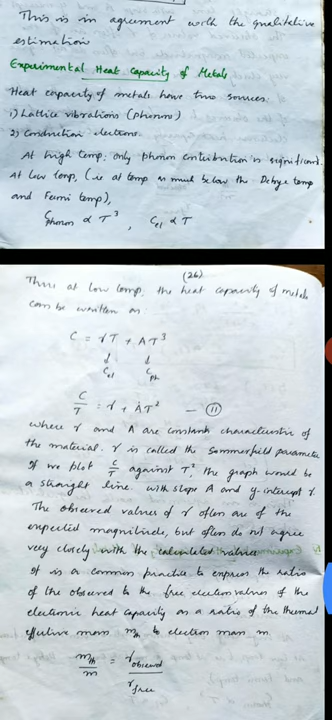 This is in agreement with the qualitative
estimation
Experimental Heat capacity of Metals
Heat capacity of metals have two sources:
1) Lattice vibrations (phonons)
2) Conduction electrons.
At high temp: only phonon contribution is significant.
At low temp, (ie at temp. much below the Debye temp
and Fermi temp),
C_phonon ∝ T³ , C_el ∝ T
(26)
Thus at low temp. the heat capacity of metals
can be written as:
C = γT + AT³
↓ ↓
C_el C_ph
C/T = γ + AT² — (11)
where γ and A are constants characteristic of
the material. γ is called the Sommerfeld parameter
If we plot C/T against T², the graph would be
a straight line with slope A and y-intercept γ.
The observed values of γ often are of the
expected magnitude, but often do not agree
very closely with the calculated values
It is a common practice to express the ratio
of the observed to the free electron values of the
electronic heat capacity as a ratio of the thermal
effective mass m_th to electron mass m.
m_th/m = γ_observed/γ_free